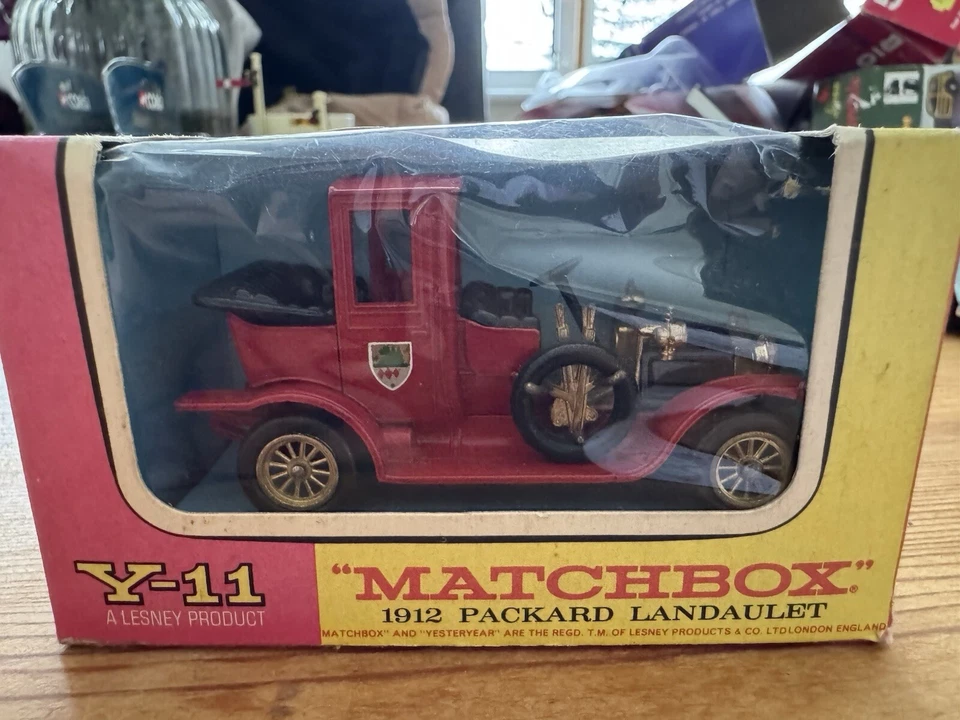 Y-11
A LESNEY PRODUCT
"MATCHBOX"®
1912 PACKARD LANDAULET
MATCHBOX" AND "YESTERYEAR" ARE THE REGD. T.M. OF LESNEY PRODUCTS & CO. LTD LONDON ENGLAND